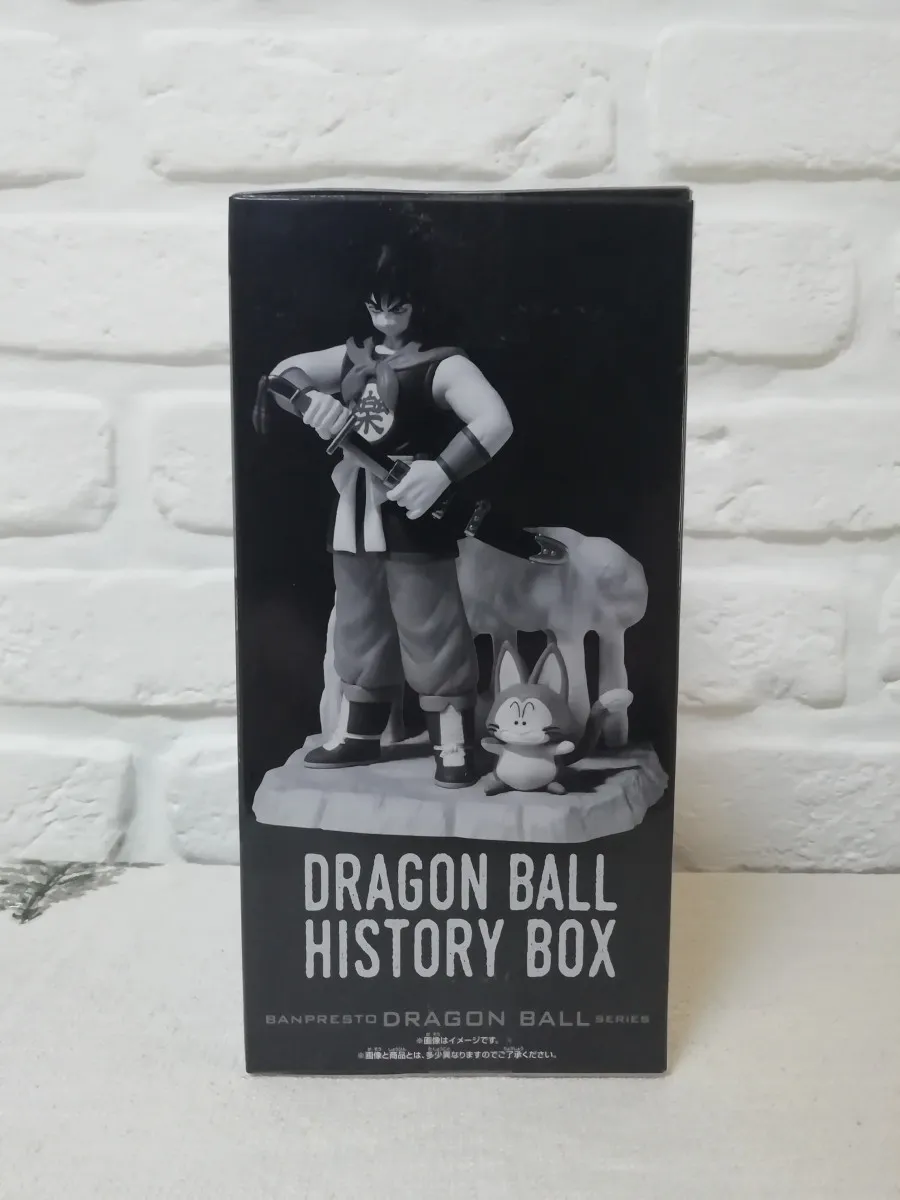 樂
DRAGON BALL
HISTORY BOX
BANPRESTO DRAGON BALL SERIES
※画像はイメージです。
※画像と商品とは、多少異なりますのでご了承ください。